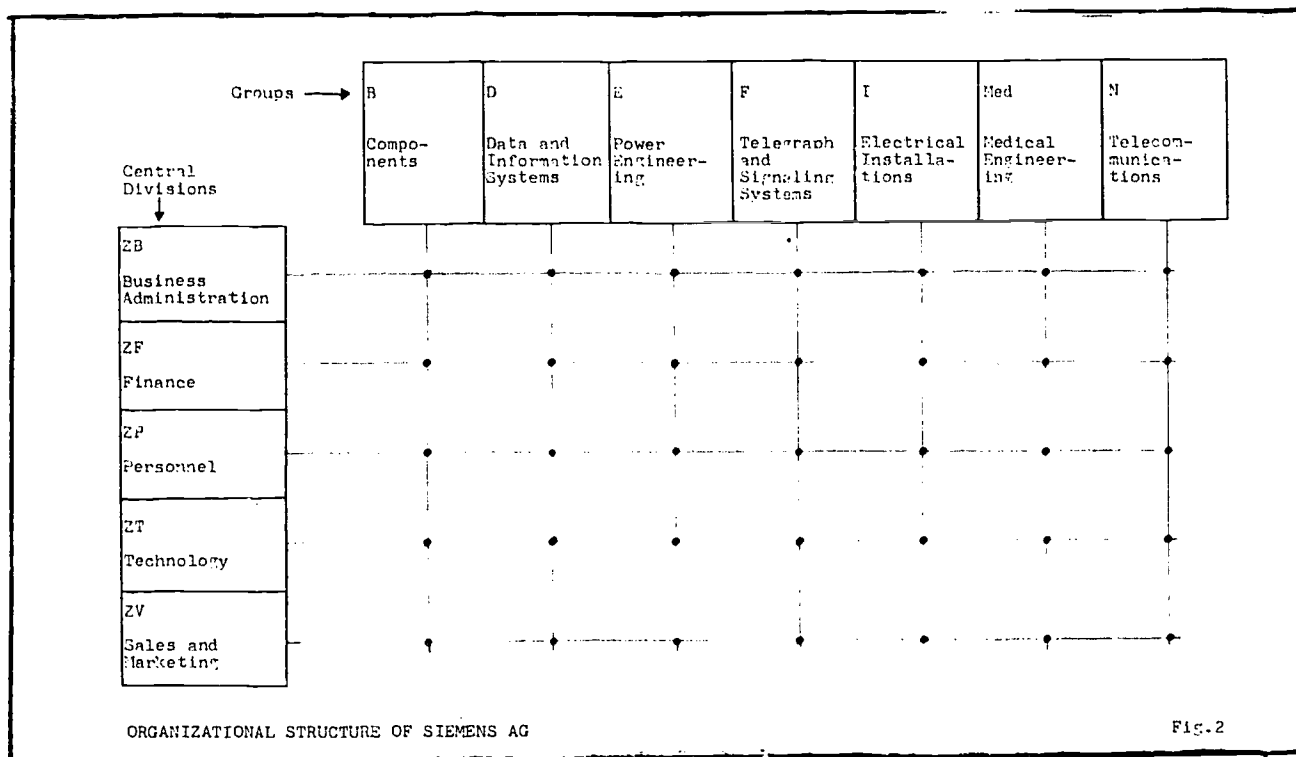 Groups → B D E F I Med N
Compo-
nents
Data and
Information
Systems
Power
Engineer-
ing
Telegraph
and
Signaling
Systems
Electrical
Installa-
tions
Medical
Engineer-
ing
Telecom-
munica-
tions
Central
Divisions
ZB
Business
Administration
ZF
Finance
ZP
Personnel
ZT
Technology
ZV
Sales and
Marketing
ORGANIZATIONAL STRUCTURE OF SIEMENS AG
Fig.2